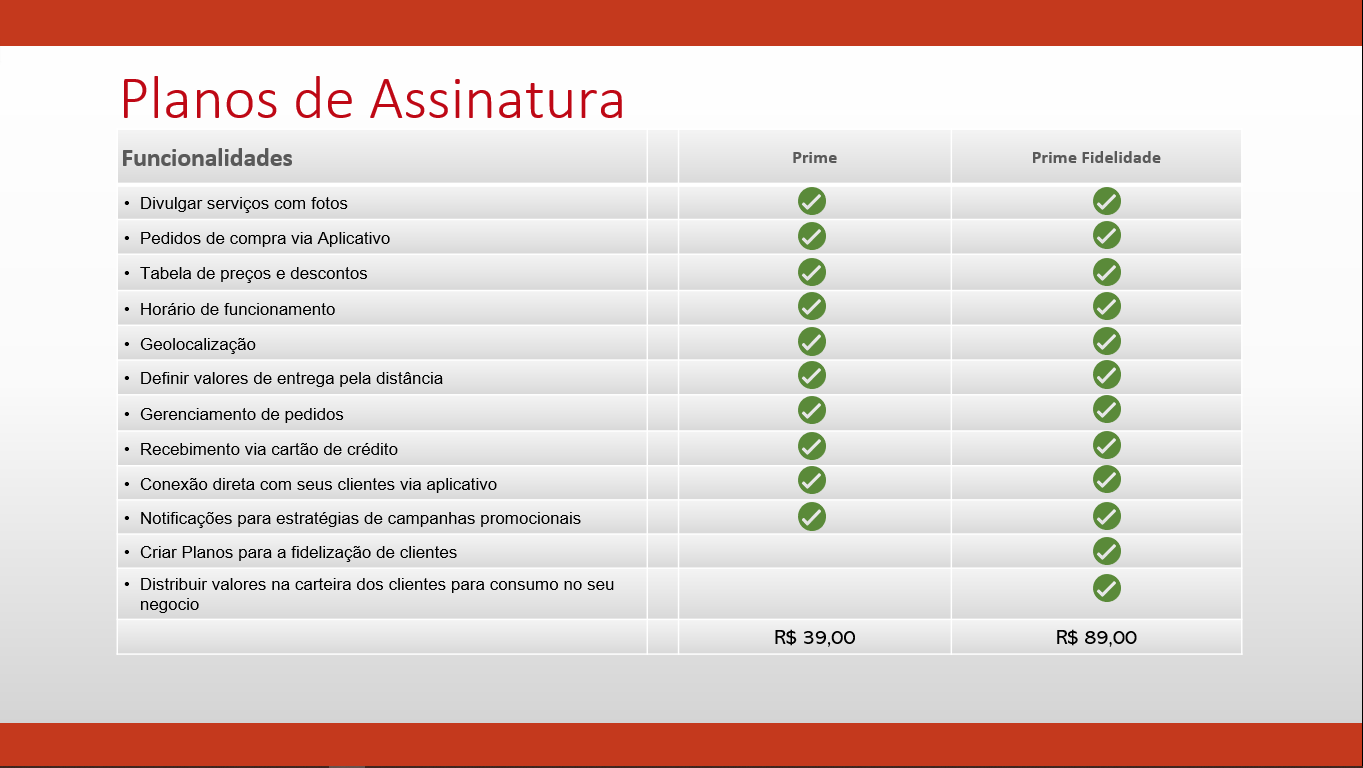 Planos de Assinatura
Funcionalidades Prime Prime Fidelidade
• Divulgar serviços com fotos
• Pedidos de compra via Aplicativo
• Tabela de preços e descontos
• Horário de funcionamento
• Geolocalização
• Definir valores de entrega pela distância
• Gerenciamento de pedidos
• Recebimento via cartão de crédito
• Conexão direta com seus clientes via aplicativo
• Notificações para estratégias de campanhas promocionais
• Criar Planos para a fidelização de clientes
• Distribuir valores na carteira dos clientes para consumo no seu
negocio
R$ 39,00 R$ 89,00